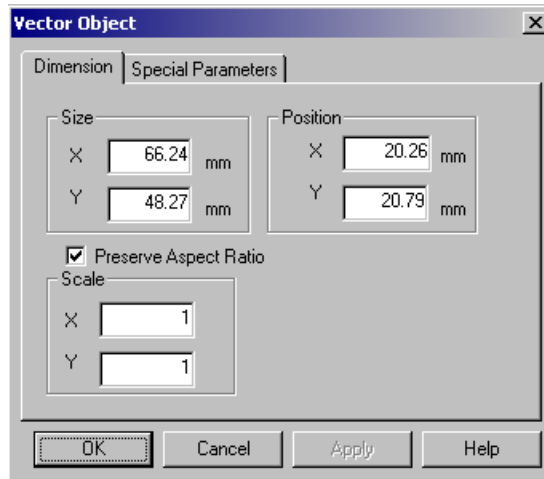 Vector Object
Dimension Special Parameters
Size Position
X 66.24 mm X 20.26 mm
Y 48.27 mm Y 20.79 mm
Preserve Aspect Ratio
Scale
X 1
Y 1
OK Cancel Apply Help